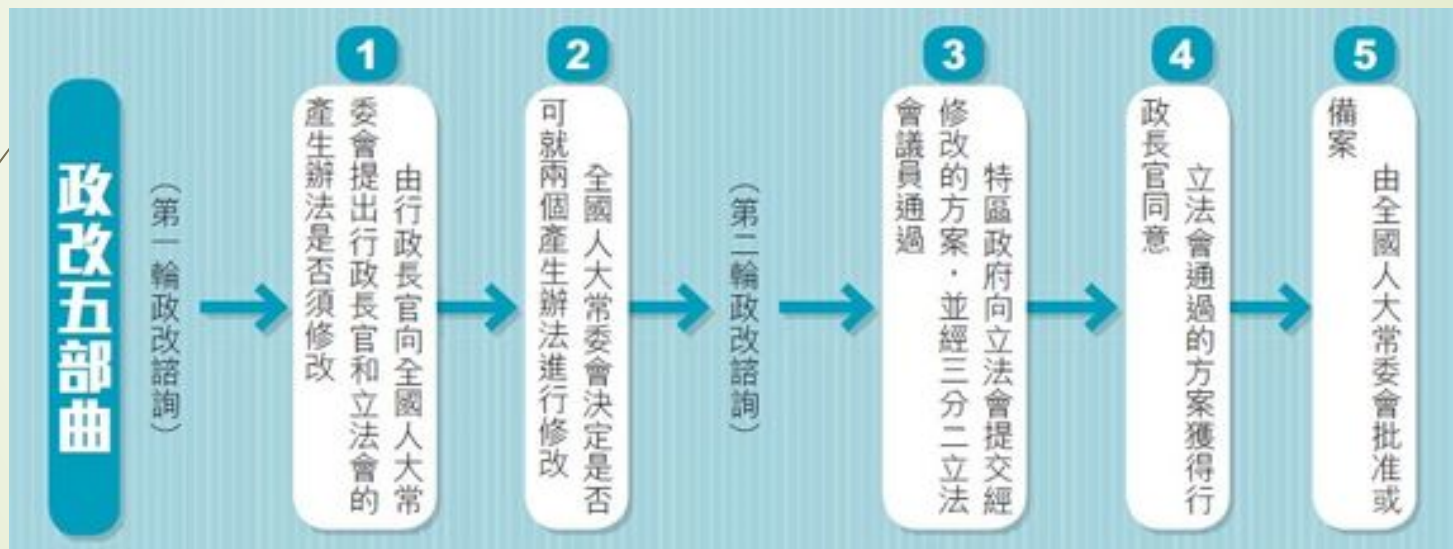 政改五部曲
（第一輪政改諮詢）
1
由行政長官向全國人大常
委會提出行政長官和立法會的
產生辦法是否須修改
2
全國人大常委會決定是否
可就兩個產生辦法進行修改
（第二輪政改諮詢）
3
特區政府向立法會提交經
修改的方案，並經三分二立法
會議員通過
4
立法會通過的方案獲得行
政長官同意
5
由全國人大常委會批准或
備案